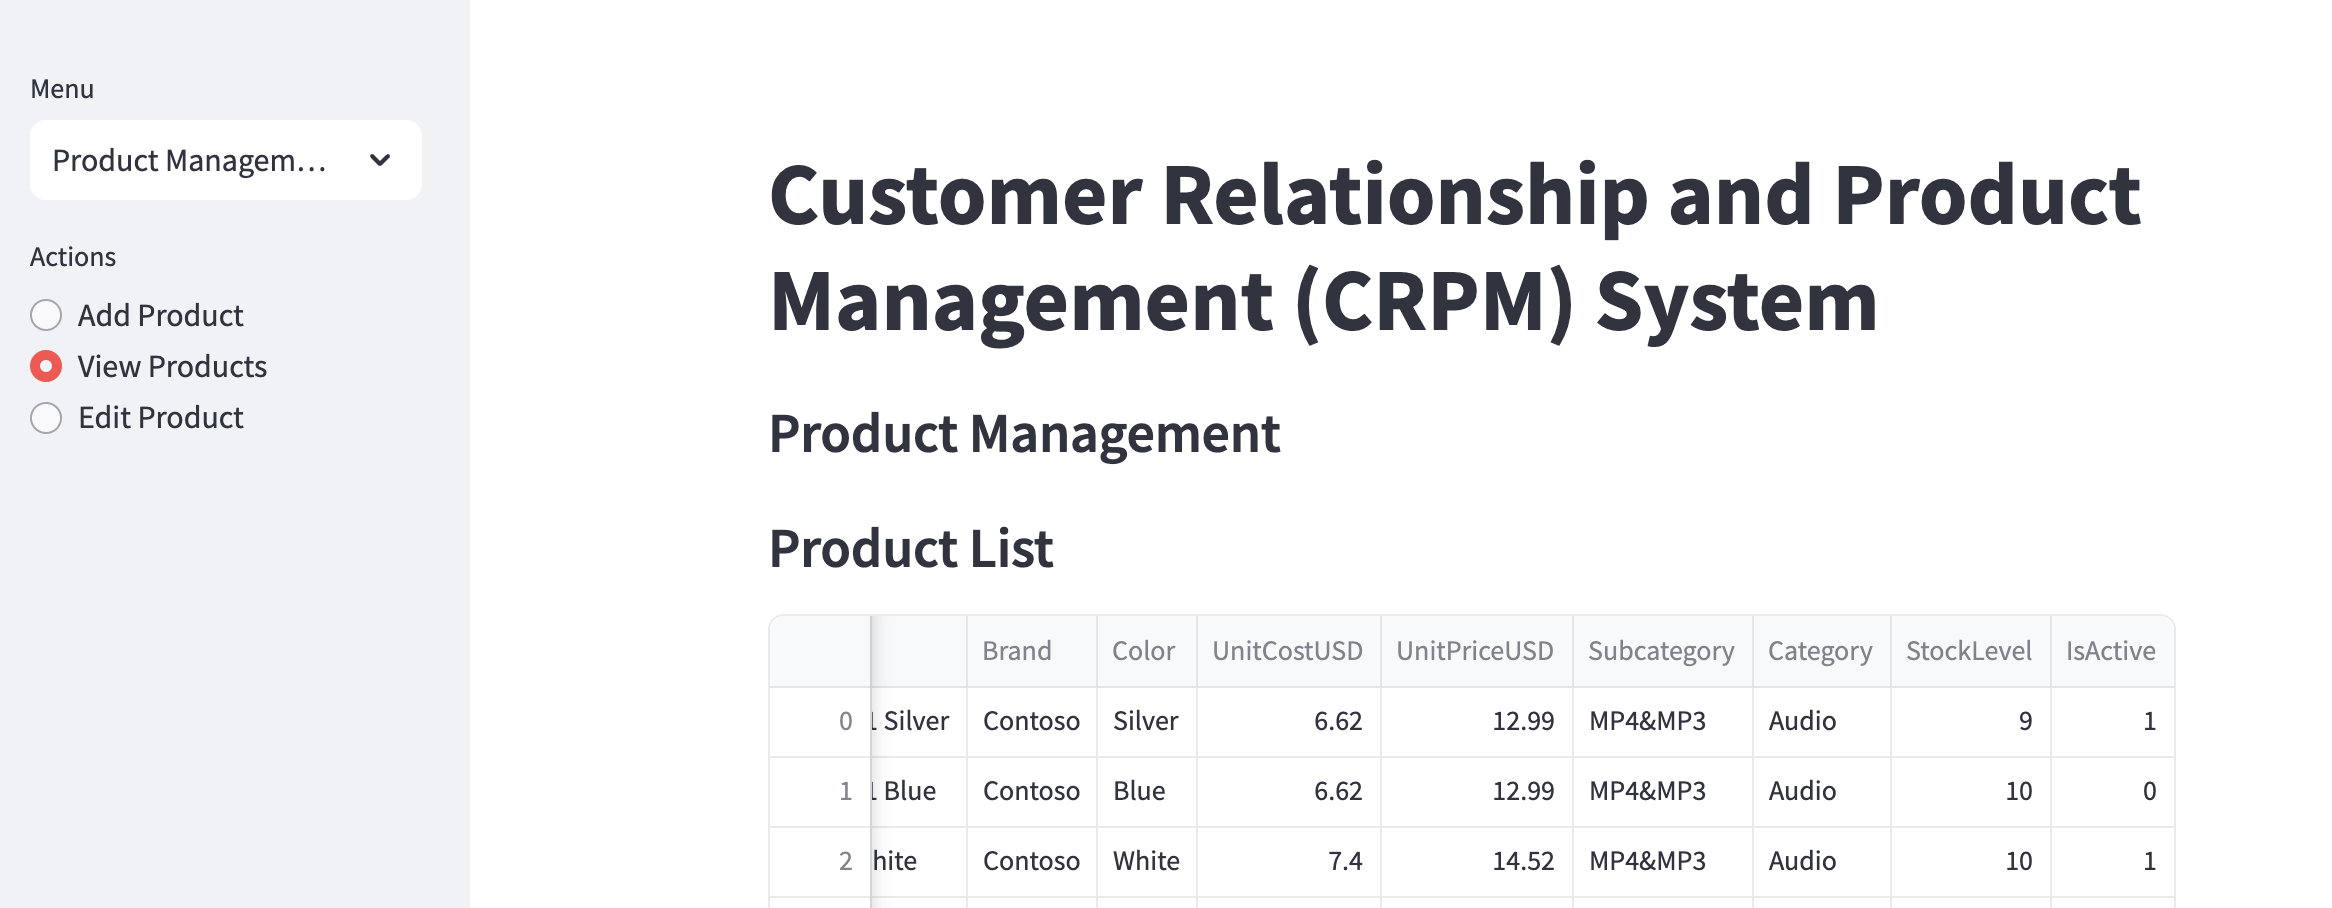 Menu
Product Managem...
Actions
Add Product
View Products
Edit Product
Customer Relationship and Product
Management (CRPM) System
Product Management
Product List
Brand Color UnitCostUSD UnitPriceUSD Subcategory Category StockLevel IsActive
0 Silver Contoso Silver 6.62 12.99 MP4&MP3 Audio 9 1
1 Blue Contoso Blue 6.62 12.99 MP4&MP3 Audio 10 0
2 hite Contoso White 7.4 14.52 MP4&MP3 Audio 10 1